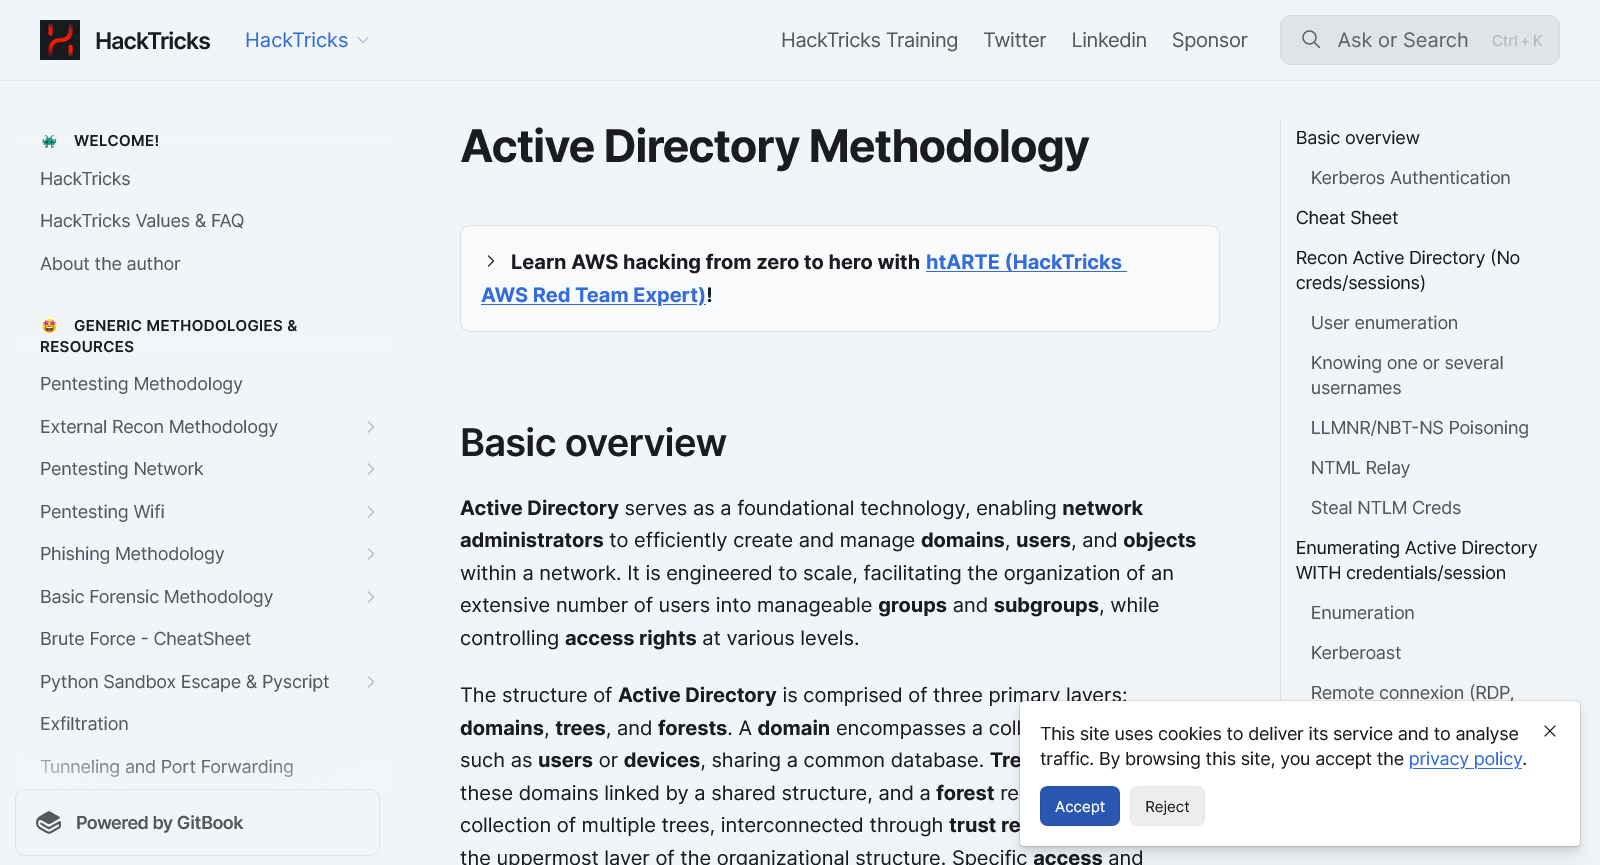 HackTricks
HackTricks
HackTricks Training
Twitter
Linkedin
Sponsor
Ask or Search
Ctrl + K
WELCOME!
HackTricks
HackTricks Values & FAQ
About the author
GENERIC METHODOLOGIES &
RESOURCES
Pentesting Methodology
External Recon Methodology
Pentesting Network
Pentesting Wifi
Phishing Methodology
Basic Forensic Methodology
Brute Force - CheatSheet
Python Sandbox Escape & Pyscript
Exfiltration
Tunneling and Port Forwarding
Powered by GitBook
Active Directory Methodology
Learn AWS hacking from zero to hero with htARTE (HackTricks
AWS Red Team Expert)!
Basic overview
Active Directory serves as a foundational technology, enabling network
administrators to efficiently create and manage domains, users, and objects
within a network. It is engineered to scale, facilitating the organization of an
extensive number of users into manageable groups and subgroups, while
controlling access rights at various levels.
The structure of Active Directory is comprised of three primary layers:
domains, trees, and forests. A domain encompasses a
such as users or devices, sharing a common database.
these domains linked by a shared structure, and a forest
collection of multiple trees, interconnected through trust
the uppermost layer of the organizational structure. Specific access and
Basic overview
Kerberos Authentication
Cheat Sheet
Recon Active Directory (No
creds/sessions)
User enumeration
Knowing one or several
usernames
LLMNR/NBT-NS Poisoning
NTML Relay
Steal NTLM Creds
Enumerating Active Directory
WITH credentials/session
Enumeration
Kerberoast
Remote connexion (RDP,
This site uses cookies to deliver its service and to analyse
traffic. By browsing this site, you accept the privacy policy.
Accept
Reject